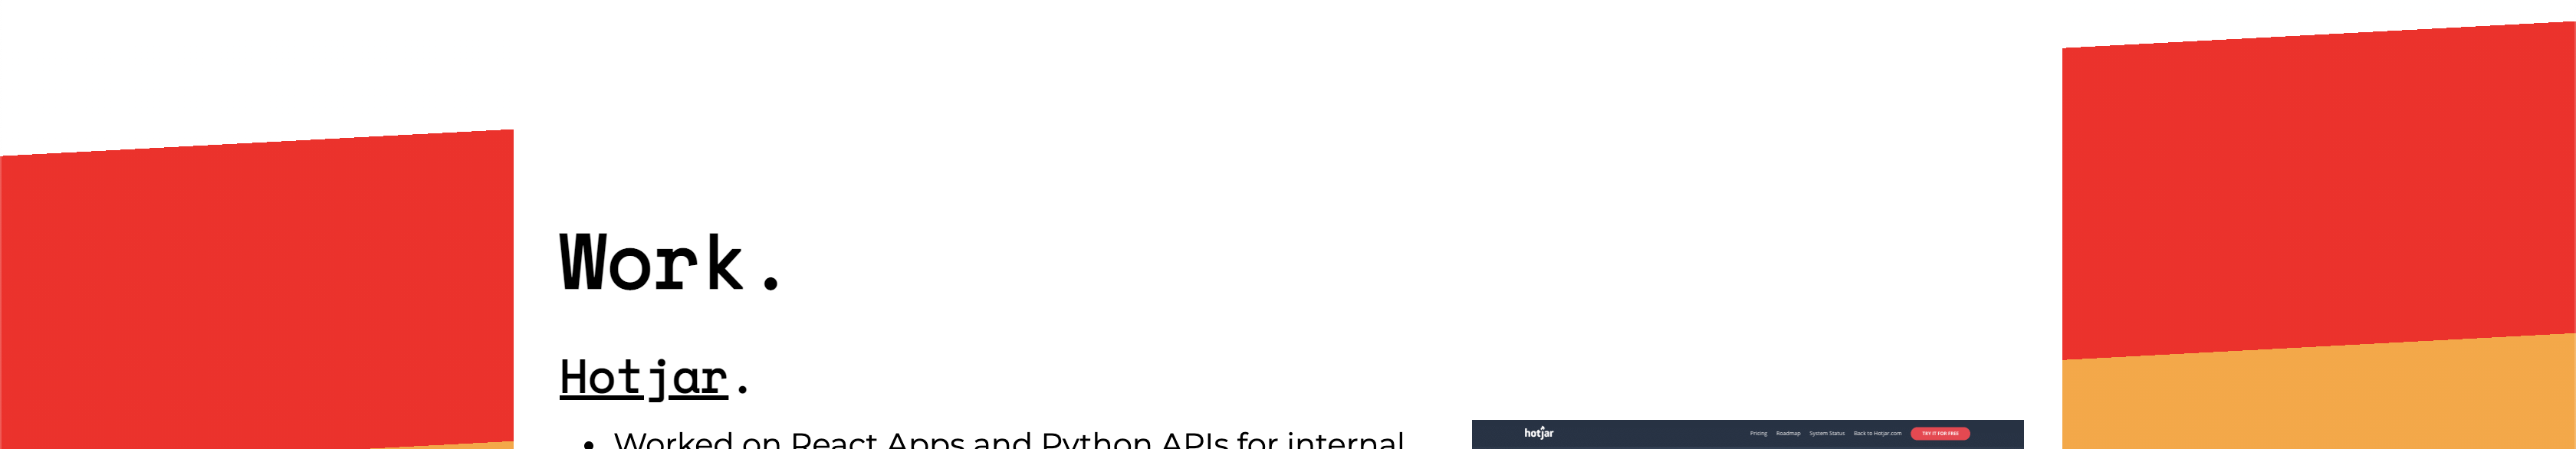 Work.
Hotjar.
• Worked on React Apps and Python APIs for internal
hotjar
Pricing Roadmap System Status Back to Hotjar.com TRY IT FOR FREE